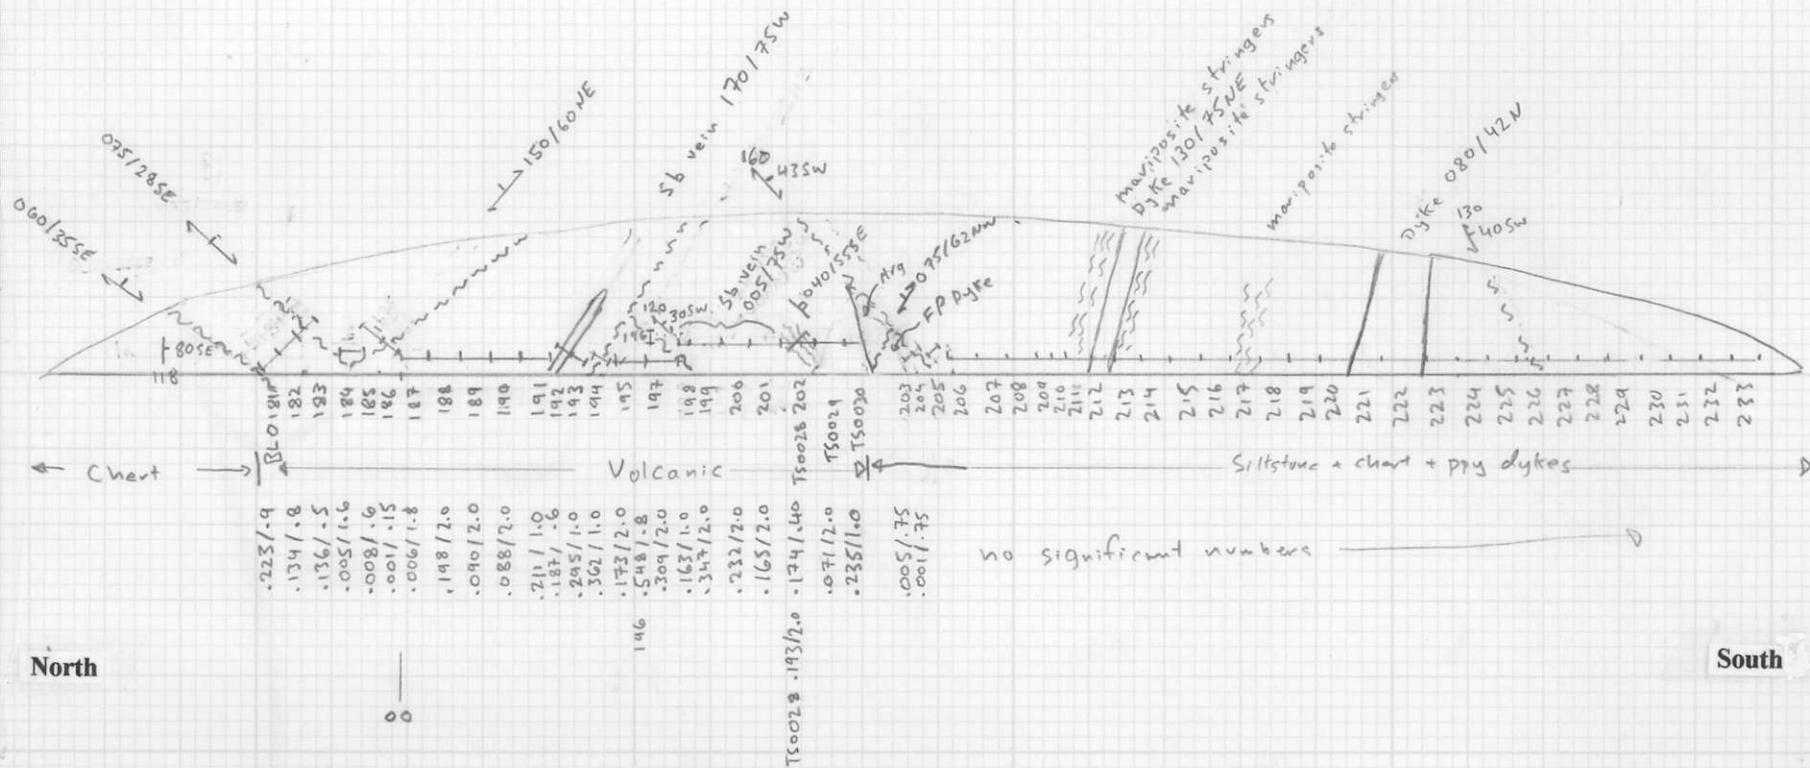 060/35SE
075/28SE
150/60NE
Sb vein 170/75W
160
43SW
mariposite stringers
Dyke 130/75NE
mariposite stringers
mariposite stringer
Dyke 080/42N
130
40SW
80SE
118
120
30SW
196
Sb vein
005/75W
040/55SE
Arg
075/62NW
FP Dyke
BLO181M
182
183
184
185
186
187
188
189
190
191
192
193
194
195
197
198
199
200
201
TS0028 202
TS0029
TS0030
203
204
205
206
207
208
209
210
211
212
213
214
215
216
217
218
219
220
221
222
223
224
225
226
227
228
229
230
231
232
233
Chert
Volcanic
Siltstone + chert + ppy dykes
.223/.9
.134/.8
.136/.5
.005/1.6
.008/.6
.001/.15
.006/1.8
.198/2.0
.090/2.0
.088/2.0
.211/1.0
.187/.6
.295/1.0
.362/1.0
.173/2.0
196 .548/.8
.309/2.0
.163/1.0
.347/2.0
.232/2.0
.165/2.0
.174/.40
.071/2.0
.235/1.0
.005/.75
.001/.75
no significant numbers
TS0028 .193/2.0
North
South
00